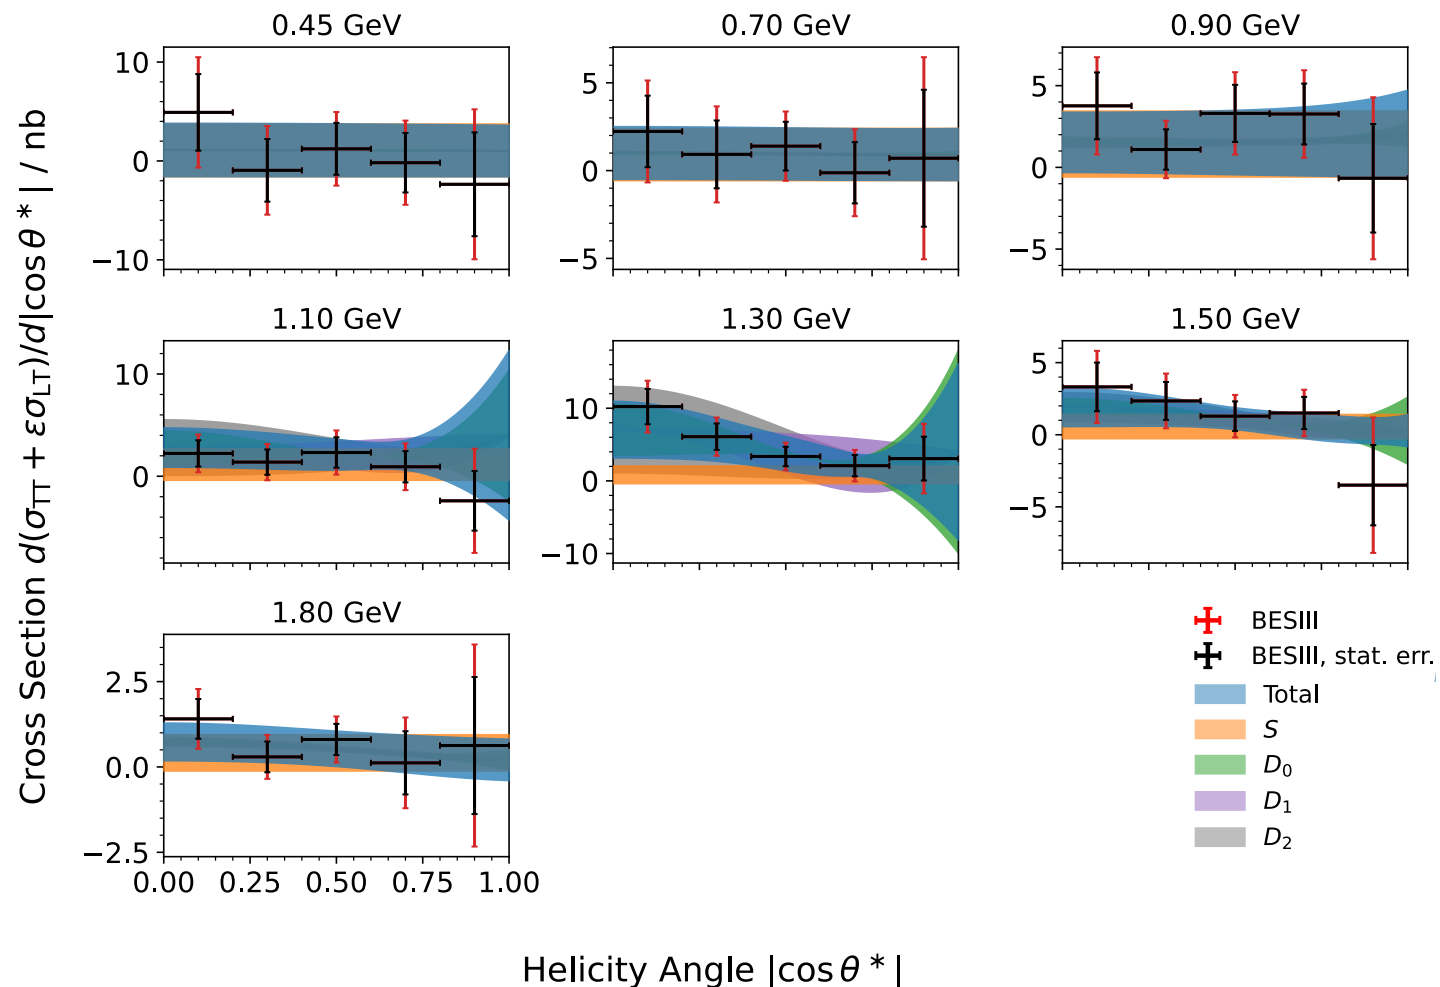 0.45 GeV
0.70 GeV
0.90 GeV
10
0
−10
5
0
−5
5
0
−5
1.10 GeV
1.30 GeV
1.50 GeV
10
0
10
0
−10
5
0
−5
1.80 GeV
2.5
0.0
−2.5
0.00 0.25 0.50 0.75 1.00
Cross Section d(σ_TT + εσ_LT)/d|cos θ *| / nb
Helicity Angle |cos θ *|
BESIII
BESIII, stat. err.
Total
S
D₀
D₁
D₂